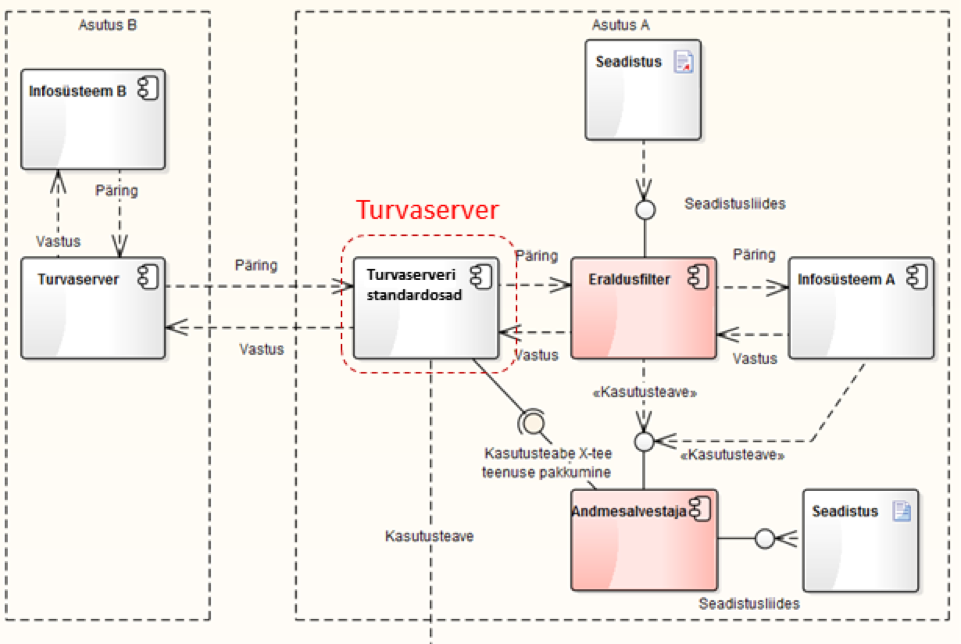 Asutus B
Asutus A
Seadistus
Infosüsteem B
Päring
Seadistusliides
Turvaserver
Vastus
Päring
Päring
Päring
Turvaserver
Turvaserveri
standardosad
Eraldusfilter
Infosüsteem A
Vastus
Vastus
Vastus
«Kasutusteave»
Kasutusteabe X-tee
teenuse pakkumine
«Kasutusteave»
Andmesalvestaja
Seadistus
Kasutusteave
Seadistusliides